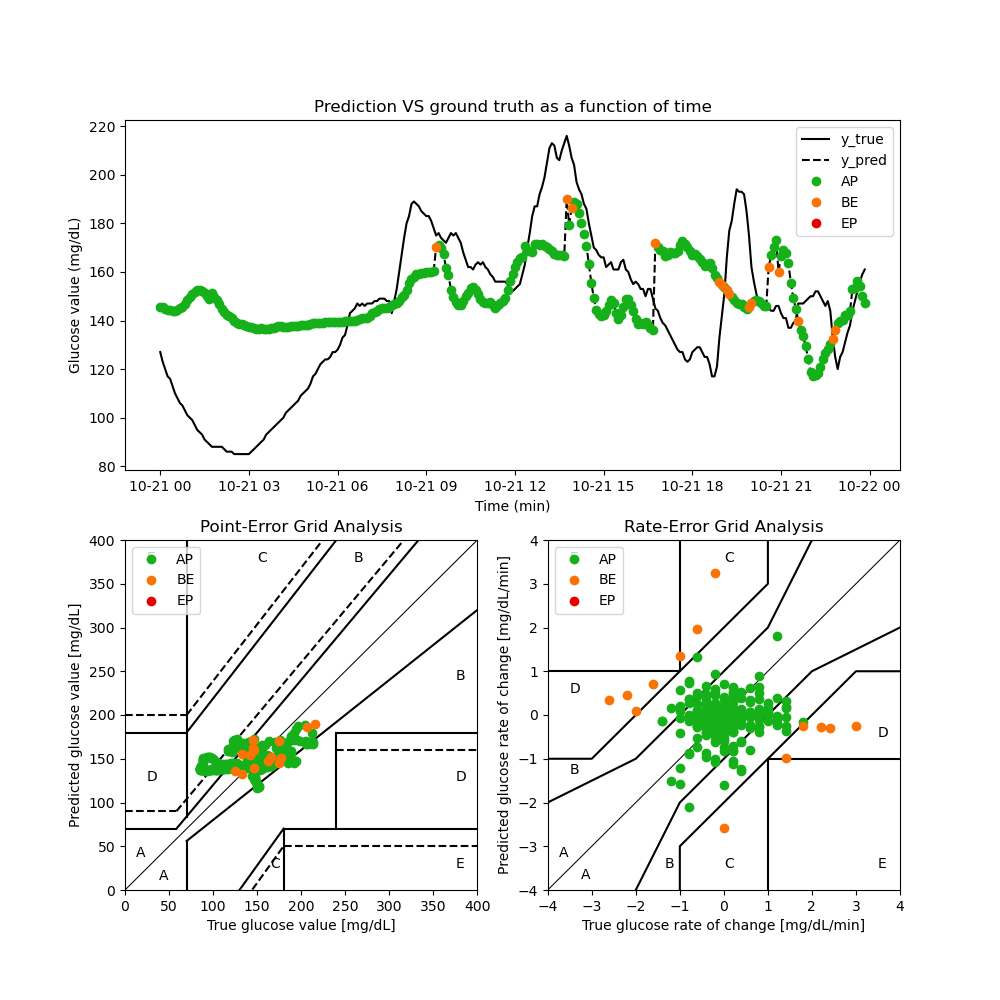 Prediction VS ground truth as a function of time
Glucose value (mg/dL)
220
200
180
160
140
120
100
80
y_true
y_pred
AP
BE
EP
10-21 00 10-21 03 10-21 06 10-21 09 10-21 12 10-21 15 10-21 18 10-21 21 10-22 00
Time (min)
Point-Error Grid Analysis
Predicted glucose value [mg/dL]
400
350
300
250
200
150
100
50
0
AP
BE
EP
C
B
B
D
D
A
A
C
E
0 50 100 150 200 250 300 350 400
True glucose value [mg/dL]
Rate-Error Grid Analysis
Predicted glucose rate of change [mg/dL/min]
4
3
2
1
0
−1
−2
−3
−4
AP
BE
EP
C
D
D
B
A
A
B
C
E
−4 −3 −2 −1 0 1 2 3 4
True glucose rate of change [mg/dL/min]